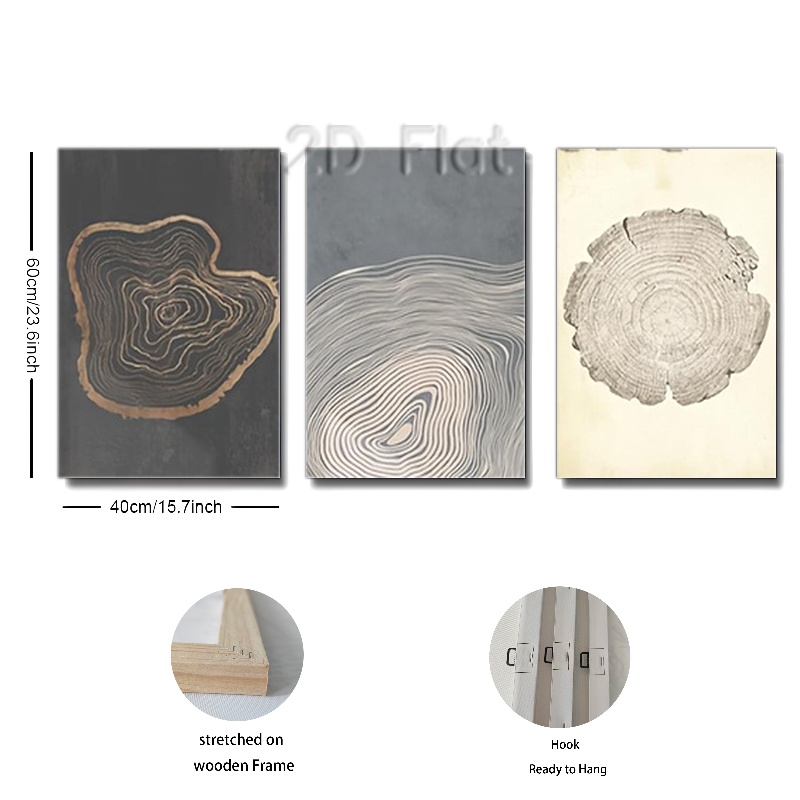 2D Flat
60cm/23.6inch
40cm/15.7inch
stretched on
wooden Frame
Hook
Ready to Hang